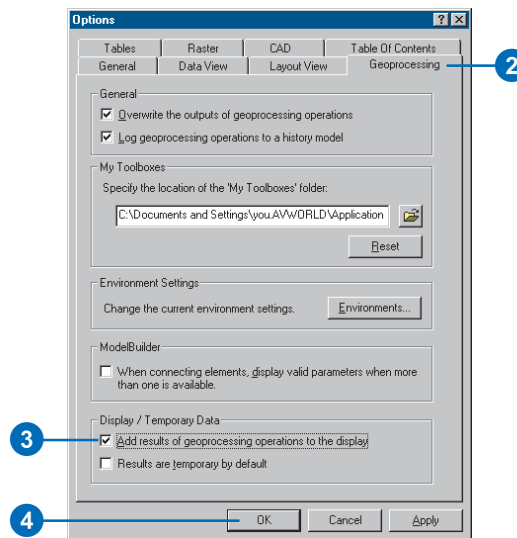 Options
Tables Raster CAD Table Of Contents
General Data View Layout View Geoprocessing
2
General
Overwrite the outputs of geoprocessing operations
Log geoprocessing operations to a history model
My Toolboxes
Specify the location of the 'My Toolboxes' folder:
C:\Documents and Settings\you.AVWORLD\Application
Reset
Environment Settings
Change the current environment settings. Environments...
ModelBuilder
When connecting elements, display valid parameters when more
than one is available.
Display / Temporary Data
3
Add results of geoprocessing operations to the display
Results are temporary by default
4
OK Cancel Apply